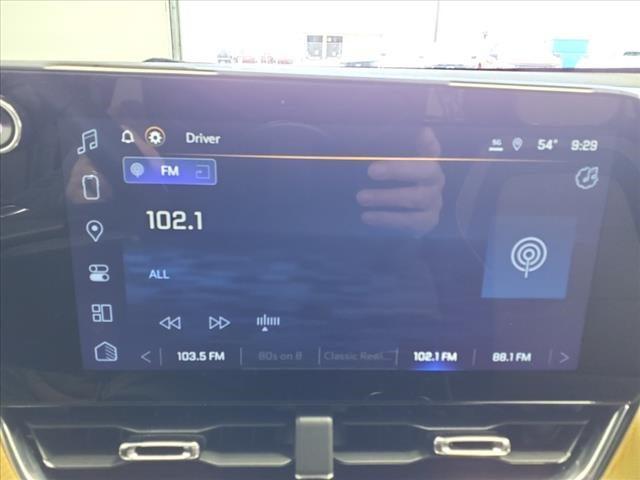 Driver 5G 54° 9:29
FM
102.1
ALL
103.5 FM 80s on 8 Classic Rewi... 102.1 FM 88.1 FM